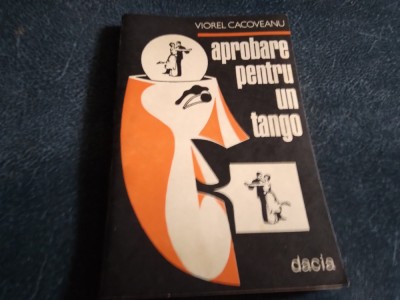 VIOREL CACOVEANU
aprobare
pentru
un
tango
dacia